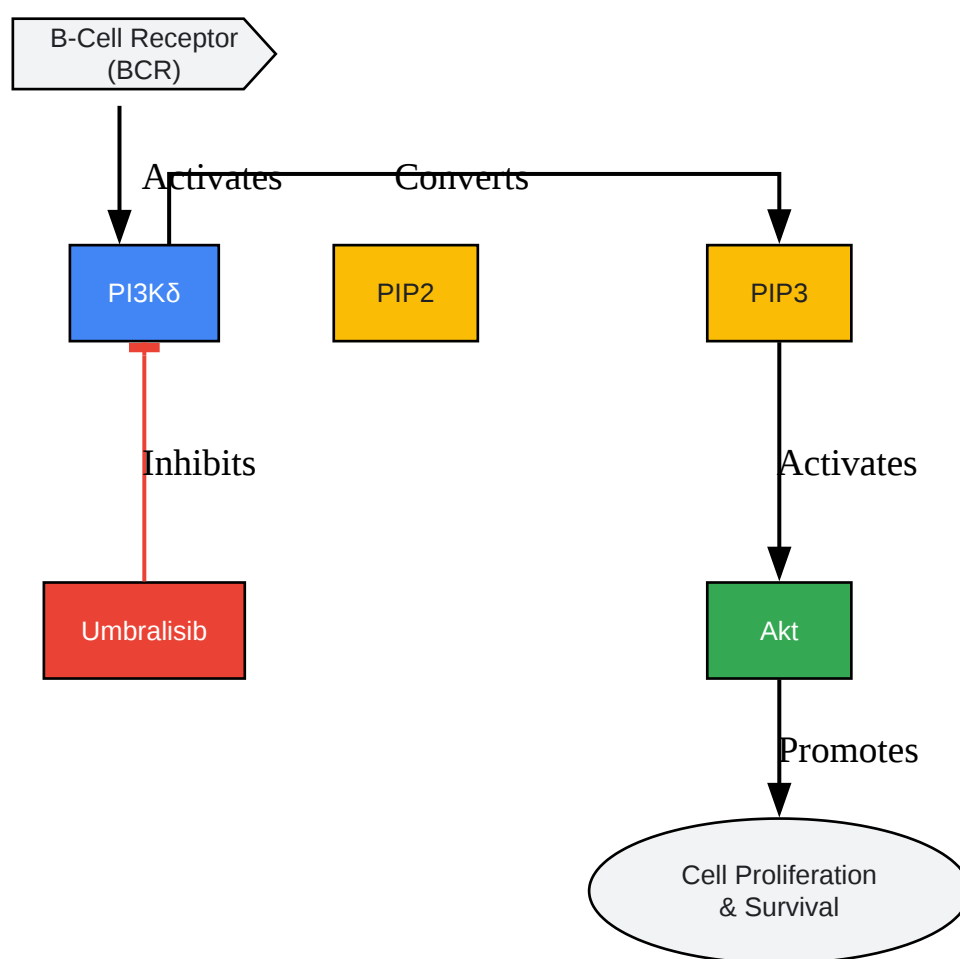 B-Cell Receptor
(BCR)
Activates
Converts
PI3Kδ
PIP2
PIP3
Inhibits
Activates
Umbralisib
Akt
Promotes
Cell Proliferation
& Survival